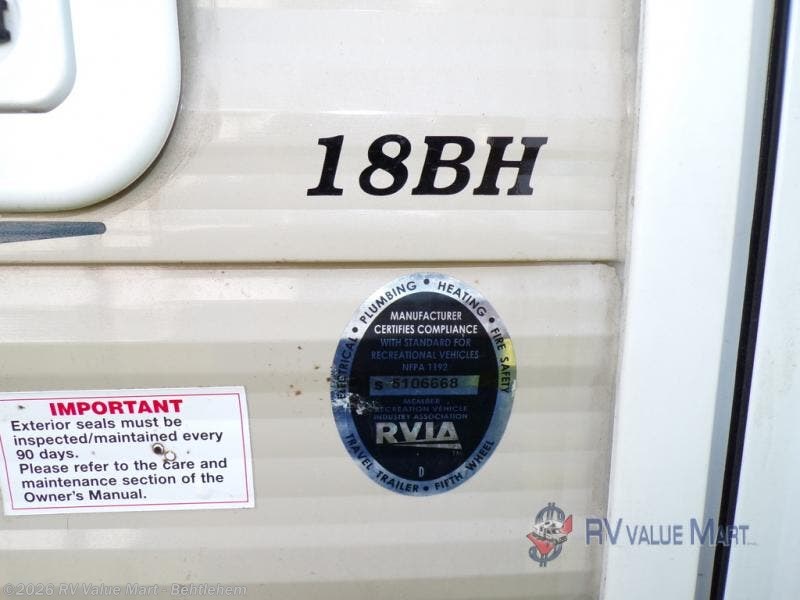 18BH
ELECTRICAL • PLUMBING • HEATING • FIRE SAFETY
MANUFACTURER
CERTIFIES COMPLIANCE
WITH STANDARD FOR
RECREATIONAL VEHICLES
NFPA 1192
MEMBER
RECREATION VEHICLE
INDUSTRY ASSOCIATION
RVIA
D
TRAVEL TRAILER • FIFTH WHEEL
IMPORTANT
Exterior seals must be
inspected/maintained every
90 days.
Please refer to the care and
maintenance section of the
Owner's Manual.
RV VALUE MART
©2026 RV Value Mart - Behtlehem